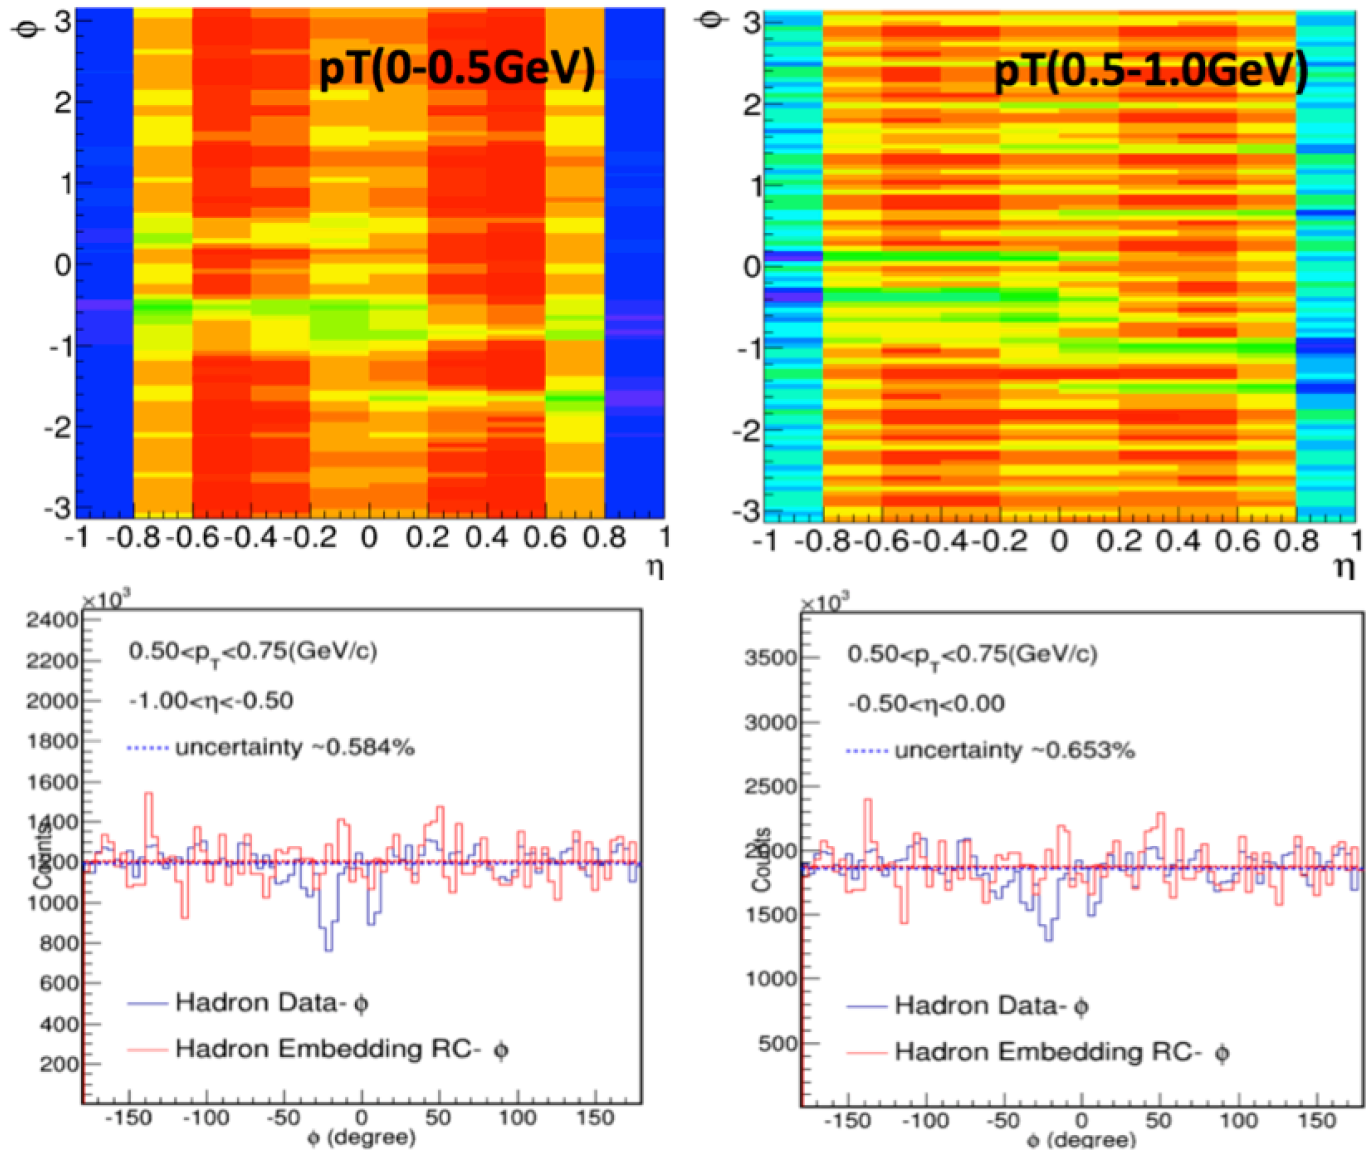 ϕ
3
2
1
0
-1
-2
-3
pT(0-0.5GeV)
-1 -0.8 -0.6 -0.4 -0.2 0 0.2 0.4 0.6 0.8 1
η
ϕ
3
2
1
0
-1
-2
-3
pT(0.5-1.0GeV)
-1 -0.8 -0.6 -0.4 -0.2 0 0.2 0.4 0.6 0.8 1
η
×10³
2400
2200
2000
1800
1600
1400
1200
1000
800
600
400
200
Counts
0.50<pT<0.75(GeV/c)
-1.00<η<-0.50
uncertainty ~0.584%
Hadron Data- ϕ
Hadron Embedding RC- ϕ
-150 -100 -50 0 50 100 150
ϕ (degree)
×10³
3500
3000
2500
2000
1500
1000
500
Counts
0.50<pT<0.75(GeV/c)
-0.50<η<0.00
uncertainty ~0.653%
Hadron Data- ϕ
Hadron Embedding RC- ϕ
-150 -100 -50 0 50 100 150
ϕ (degree)